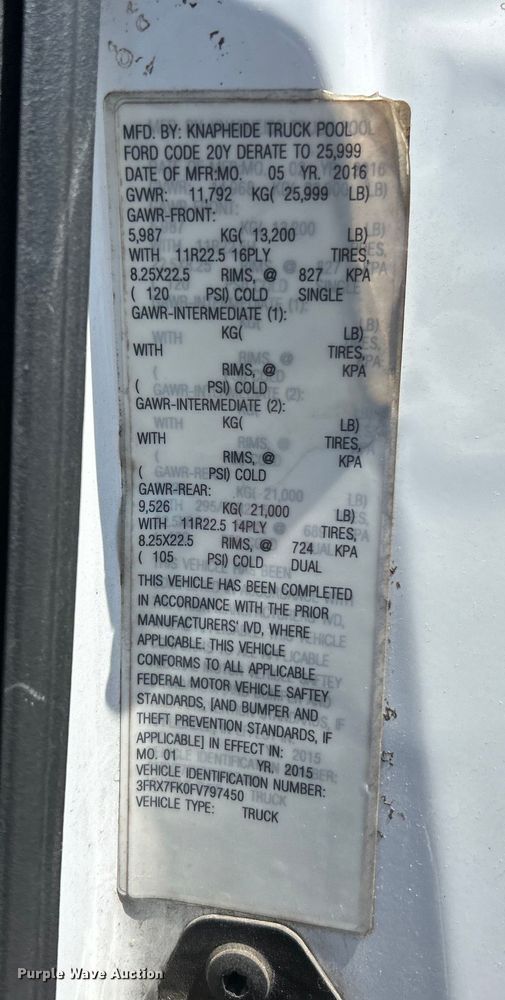 MFD. BY: KNAPHEIDE TRUCK POOL
FORD CODE 20Y DERATE TO 25,999
DATE OF MFR:MO. 05 YR. 2016
GVWR: 11,792 KG( 25,999 LB)
GAWR-FRONT:
5,987 KG( 13,200 LB)
WITH 11R22.5 16PLY TIRES,
8.25X22.5 RIMS, @ 827 KPA
( 120 PSI) COLD SINGLE
GAWR-INTERMEDIATE (1):
KG( LB)
WITH TIRES,
RIMS, @ KPA
( PSI) COLD
GAWR-INTERMEDIATE (2):
KG( LB)
WITH TIRES,
RIMS, @ KPA
( PSI) COLD
GAWR-REAR:
9,526 KG( 21,000 LB)
WITH 11R22.5 14PLY TIRES,
8.25X22.5 RIMS, @ 724 KPA
( 105 PSI) COLD DUAL
THIS VEHICLE HAS BEEN COMPLETED
IN ACCORDANCE WITH THE PRIOR
MANUFACTURERS' IVD, WHERE
APPLICABLE. THIS VEHICLE
CONFORMS TO ALL APPLICABLE
FEDERAL MOTOR VEHICLE SAFTEY
STANDARDS, [AND BUMPER AND
THEFT PREVENTION STANDARDS, IF
APPLICABLE] IN EFFECT IN:
MO. 01 YR. 2015
VEHICLE IDENTIFICATION NUMBER:
3FRX7FK0FV797450
VEHICLE TYPE: TRUCK
Purple Wave Auction